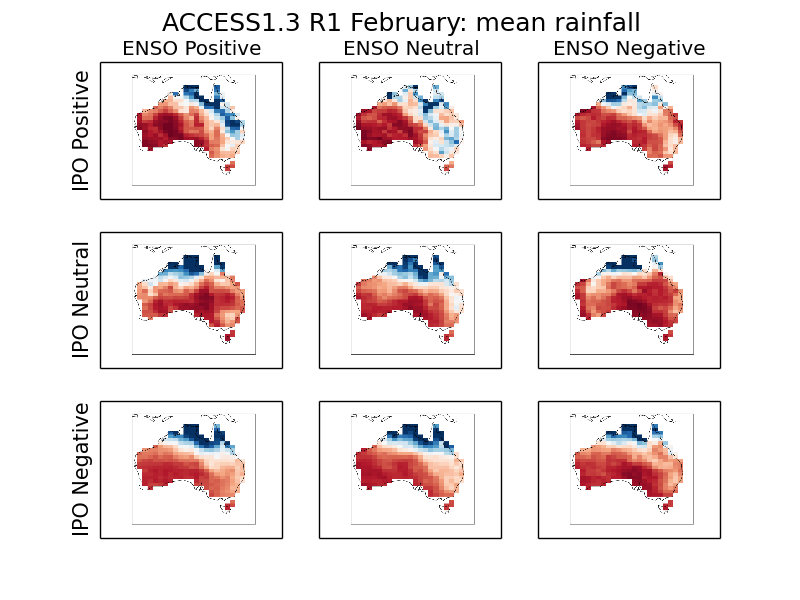 ACCESS1.3 R1 February: mean rainfall
ENSO Positive
ENSO Neutral
ENSO Negative
IPO Positive
IPO Neutral
IPO Negative